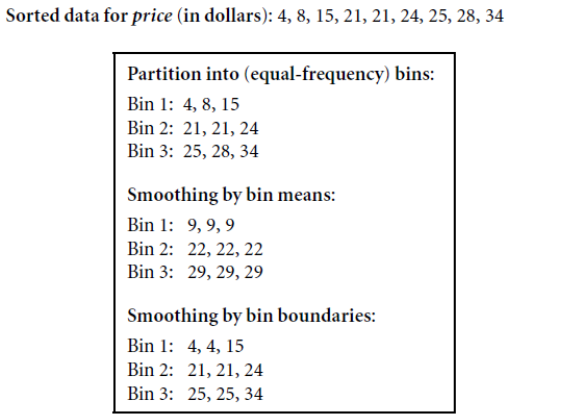 Sorted data for price (in dollars): 4, 8, 15, 21, 21, 24, 25, 28, 34
Partition into (equal-frequency) bins:
Bin 1: 4, 8, 15
Bin 2: 21, 21, 24
Bin 3: 25, 28, 34
Smoothing by bin means:
Bin 1: 9, 9, 9
Bin 2: 22, 22, 22
Bin 3: 29, 29, 29
Smoothing by bin boundaries:
Bin 1: 4, 4, 15
Bin 2: 21, 21, 24
Bin 3: 25, 25, 34